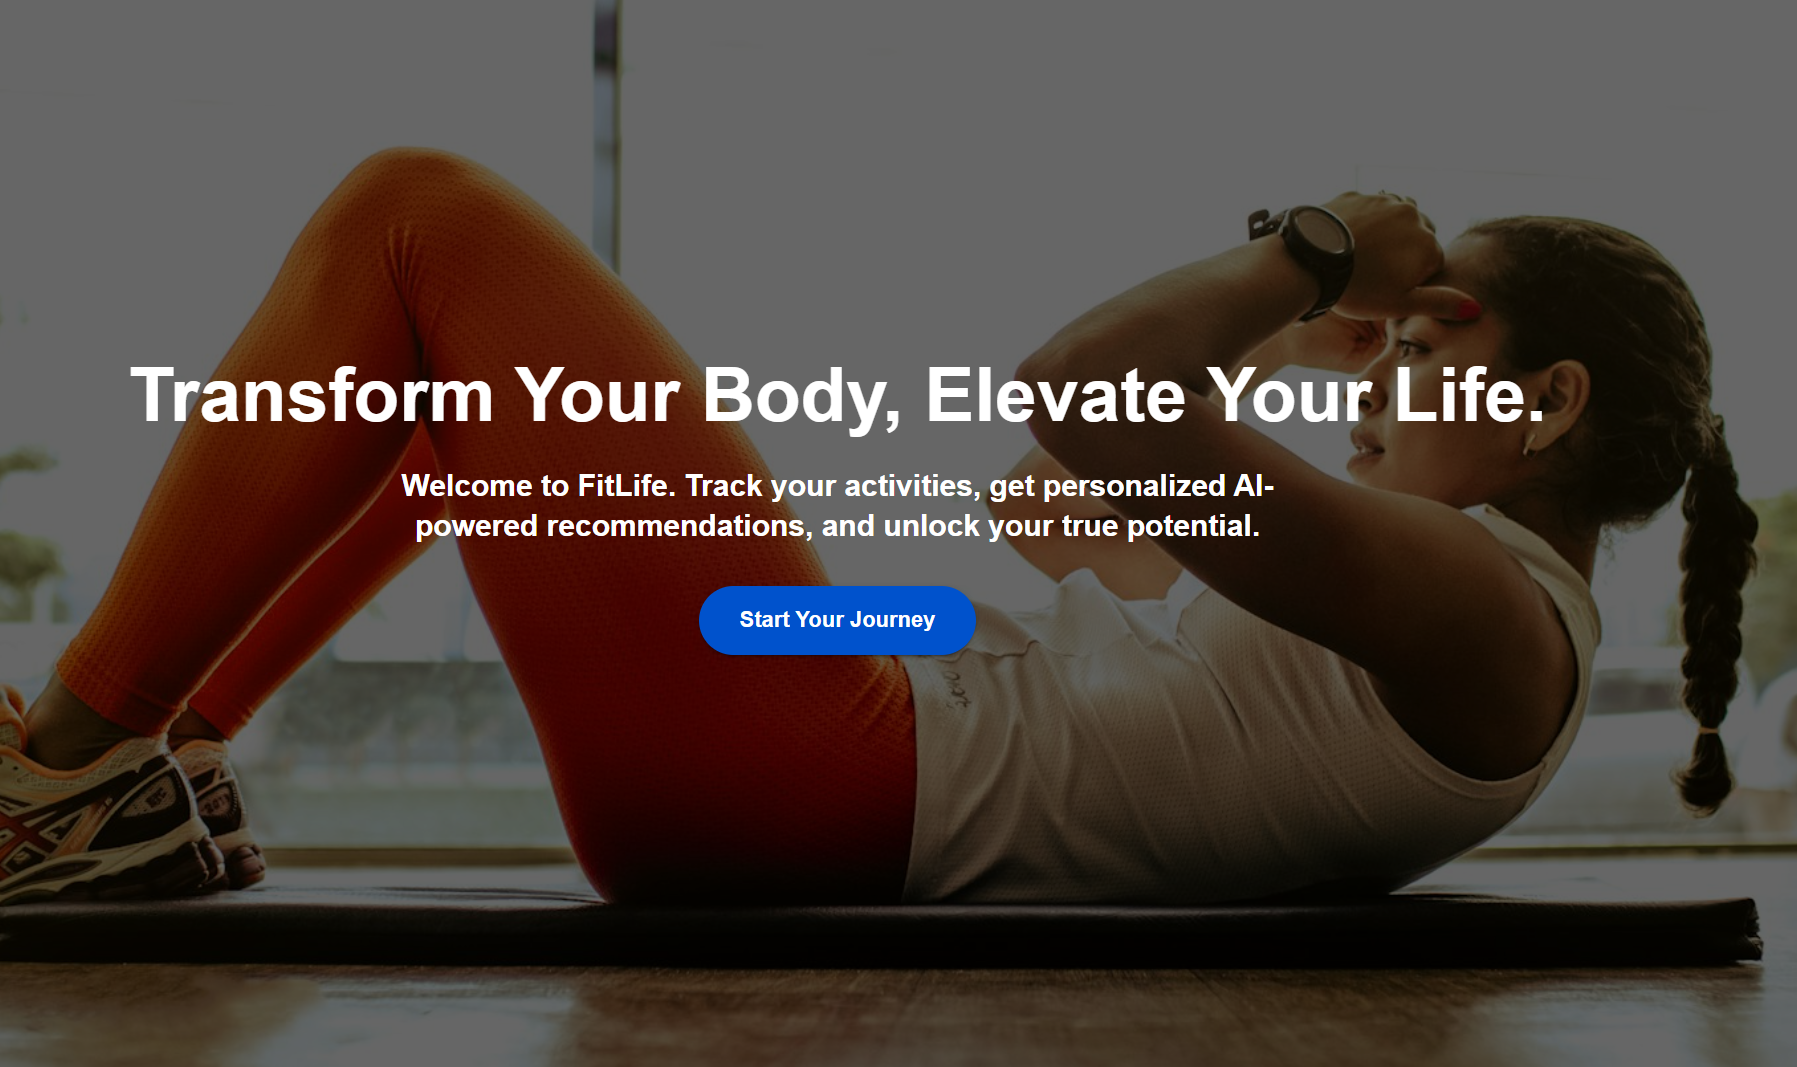 Transform Your Body, Elevate Your Life.
Welcome to FitLife. Track your activities, get personalized AI-
powered recommendations, and unlock your true potential.
Start Your Journey